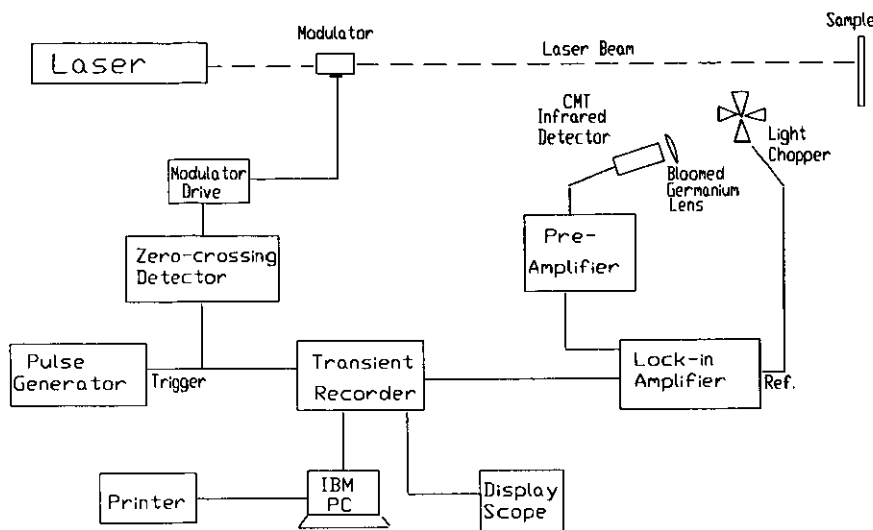 Sample
Modulator
Laser Beam
Laser
CMT
Infrared
Detector
Light
Chopper
Bloomed
Germanium
Lens
Modulator
Drive
Pre-
Amplifier
Zero-crossing
Detector
Pulse
Generator
Trigger
Transient
Recorder
Lock-in
Amplifier
Ref.
Printer
IBM
PC
Display
Scope